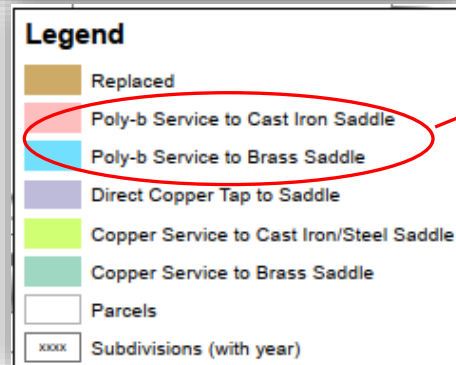 Legend
Replaced
Poly-b Service to Cast Iron Saddle
Poly-b Service to Brass Saddle
Direct Copper Tap to Saddle
Copper Service to Cast Iron/Steel Saddle
Copper Service to Brass Saddle
Parcels
xxxx Subdivisions (with year)